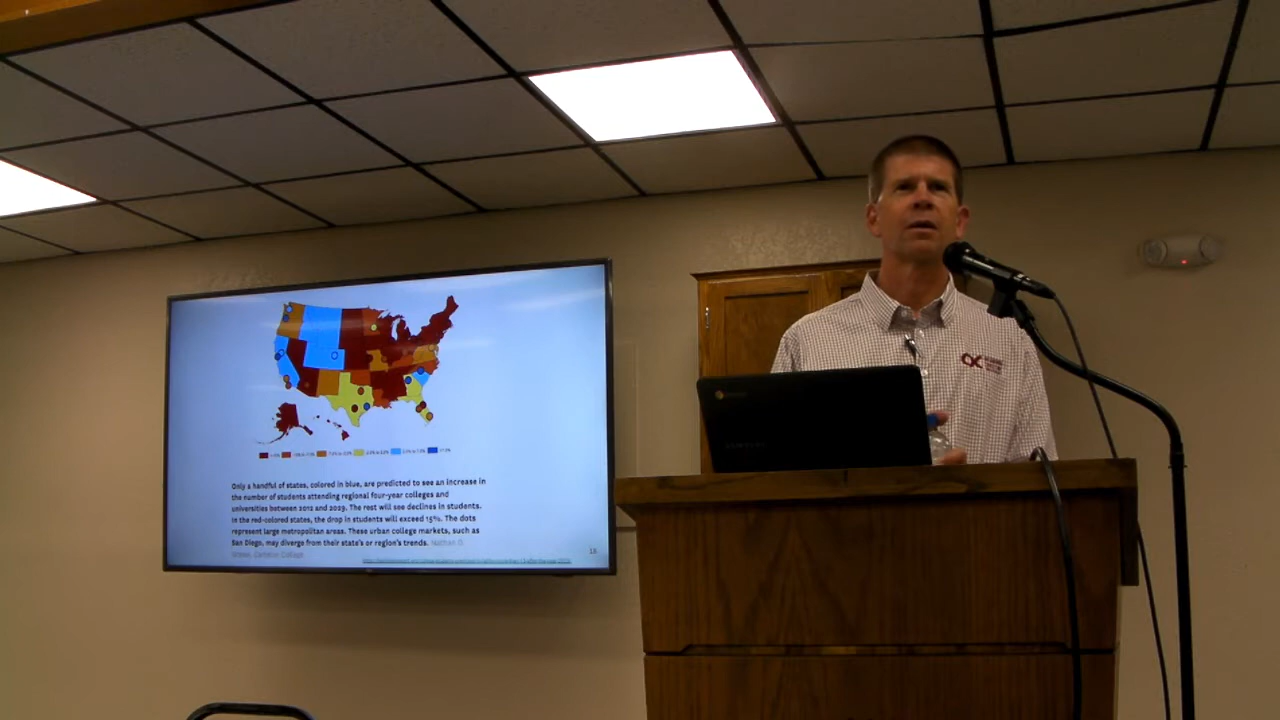 Only a handful of states, colored in blue, are predicted to see an increase in
the number of students attending regional four-year colleges and
universities between 2012 and 2029. The rest will see declines in students.
In the red-colored states, the drop in students will exceed 15%. The dots
represent large metropolitan areas. These urban college markets, such as
San Diego, may diverge from their state's or region's trends. Nathan D.
18
SAMSUNG